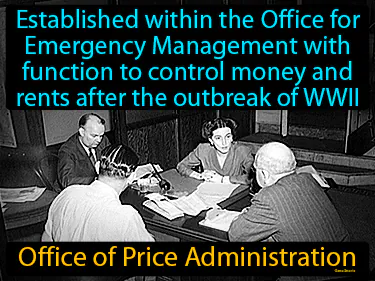 Established within the Office for
Emergency Management with
function to control money and
rents after the outbreak of WWII
Office of Price Administration